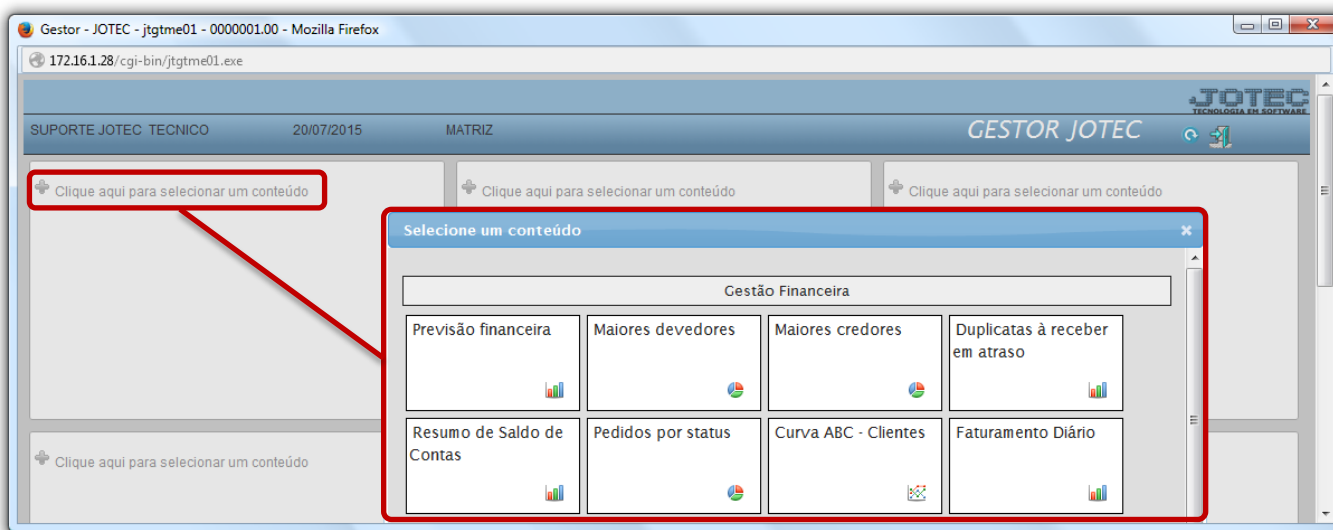 Gestor - JOTEC - jtgtme01 - 0000001.00 - Mozilla Firefox
172.16.1.28/cgi-bin/jtgtme01.exe
JOTEC
TECNOLOGIA EM SOFTWARE
SUPORTE JOTEC TECNICO 20/07/2015 MATRIZ GESTOR JOTEC
Clique aqui para selecionar um conteúdo
Clique aqui para selecionar um conteúdo
Clique aqui para selecionar um conteúdo
Selecione um conteúdo
Gestão Financeira
Previsão financeira
Maiores devedores
Maiores credores
Duplicatas à receber
em atraso
Resumo de Saldo de
Contas
Pedidos por status
Curva ABC - Clientes
Faturamento Diário
Clique aqui para selecionar um conteúdo